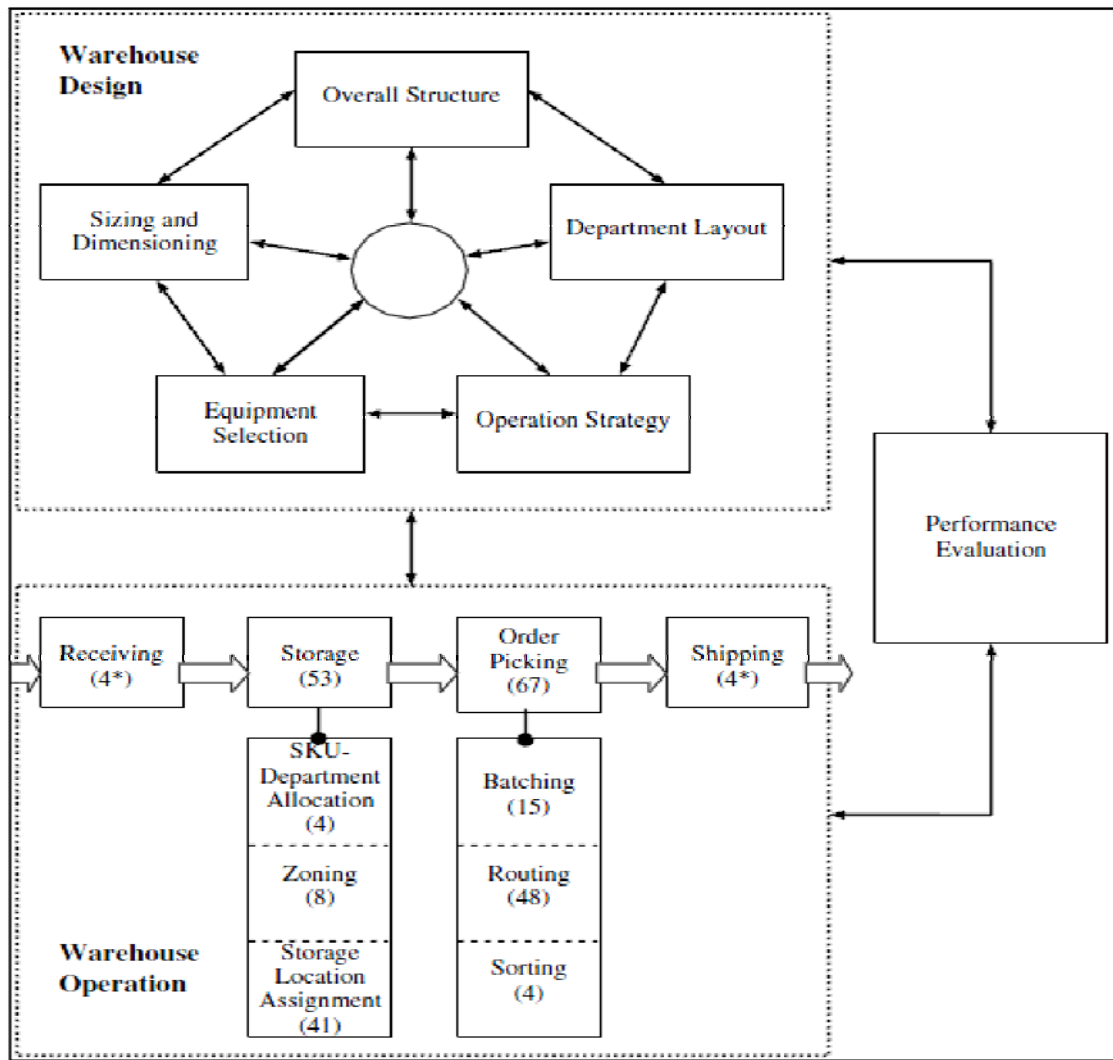 Warehouse
Design
Overall Structure
Sizing and
Dimensioning
Department Layout
Equipment
Selection
Operation Strategy
Performance
Evaluation
Receiving
(4*)
Storage
(53)
Order
Picking
(67)
Shipping
(4*)
SKU-
Department
Allocation
(4)
Zoning
(8)
Storage
Location
Assignment
(41)
Batching
(15)
Routing
(48)
Sorting
(4)
Warehouse
Operation